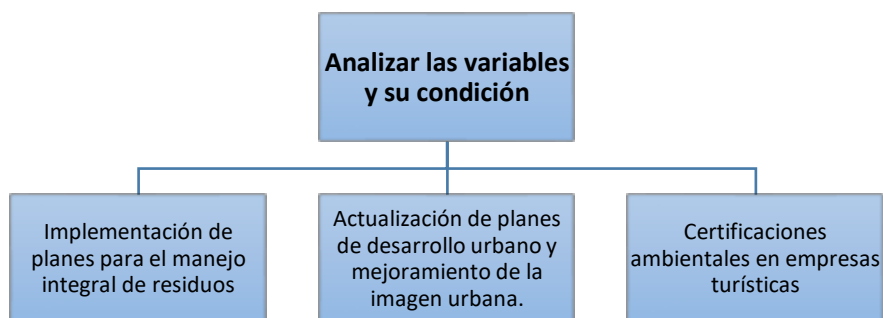 Analizar las variables
y su condición
Implementación de
planes para el manejo
integral de residuos
Actualización de planes
de desarrollo urbano y
mejoramiento de la
imagen urbana.
Certificaciones
ambientales en empresas
turísticas